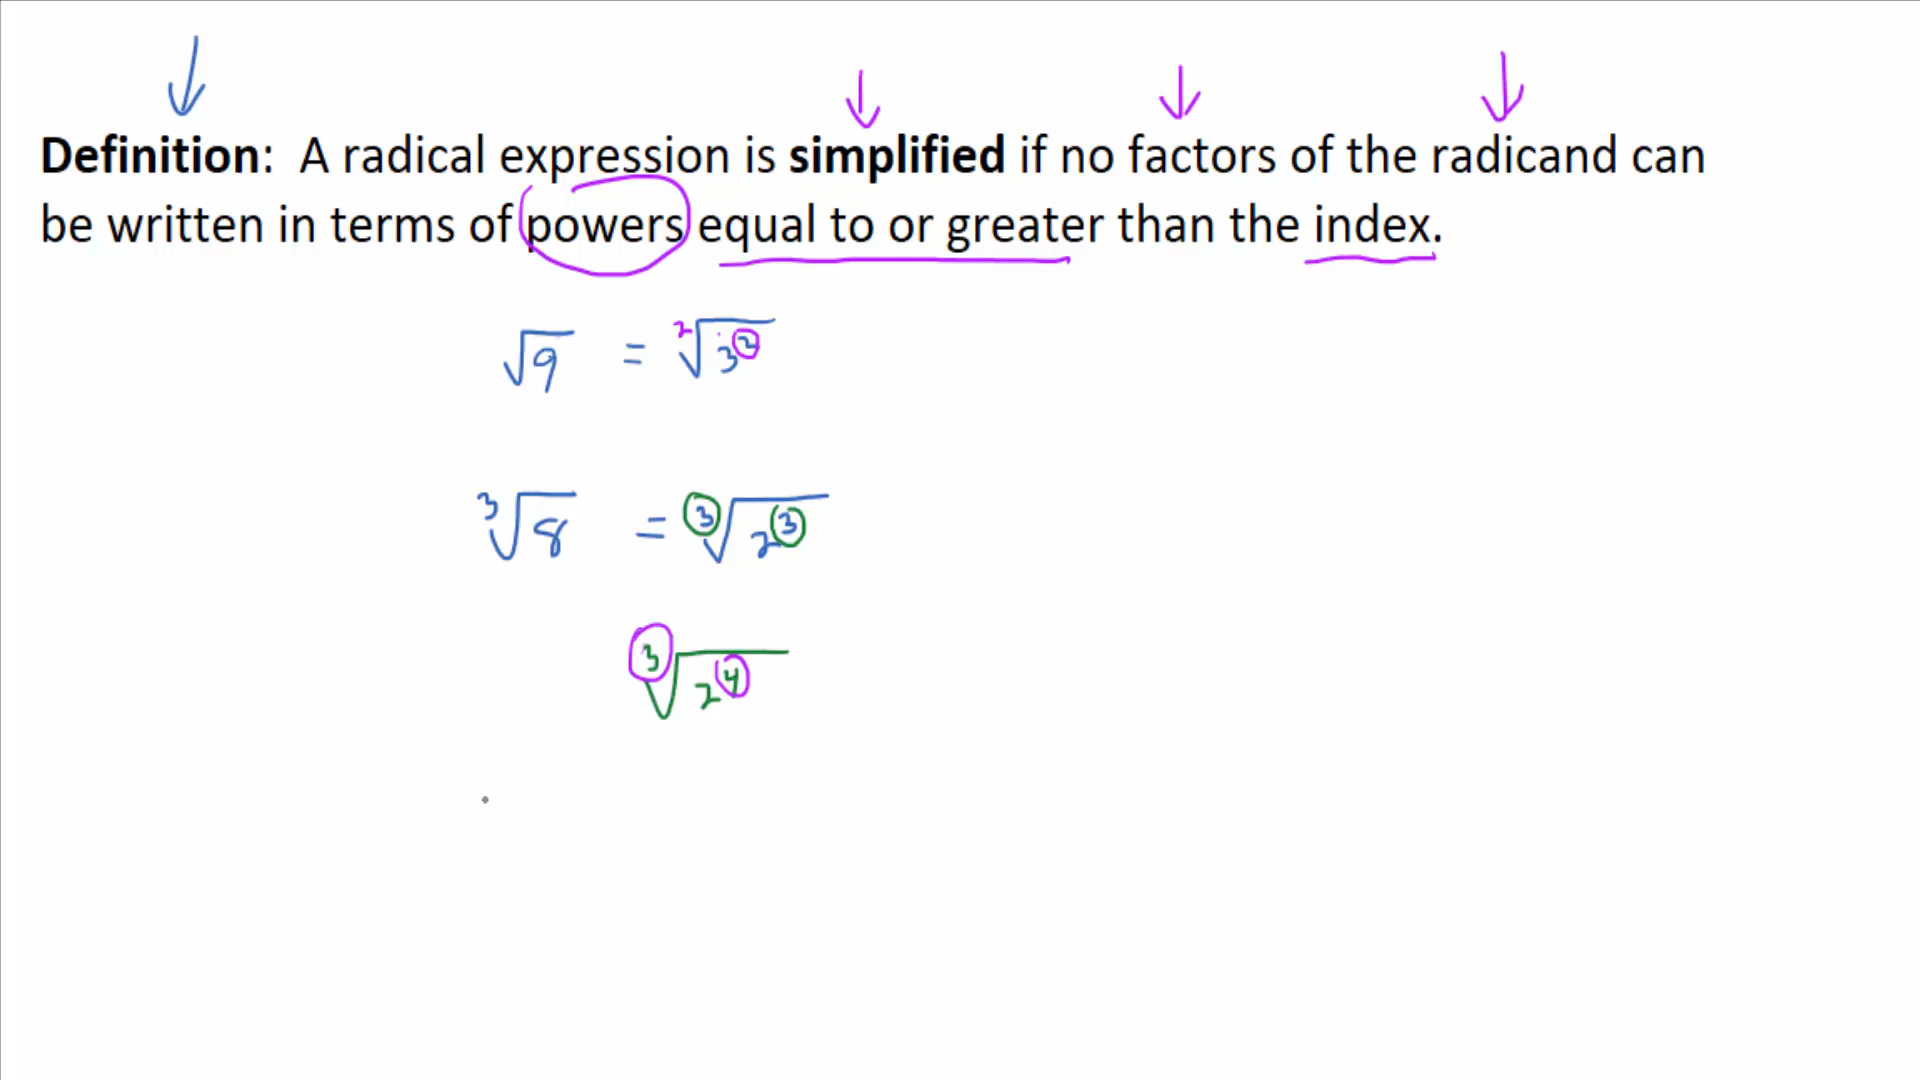 Definition: A radical expression is simplified if no factors of the radicand can
be written in terms of powers equal to or greater than the index.
√9 = ²√3²
³√8 = ³√2³
³√2⁴